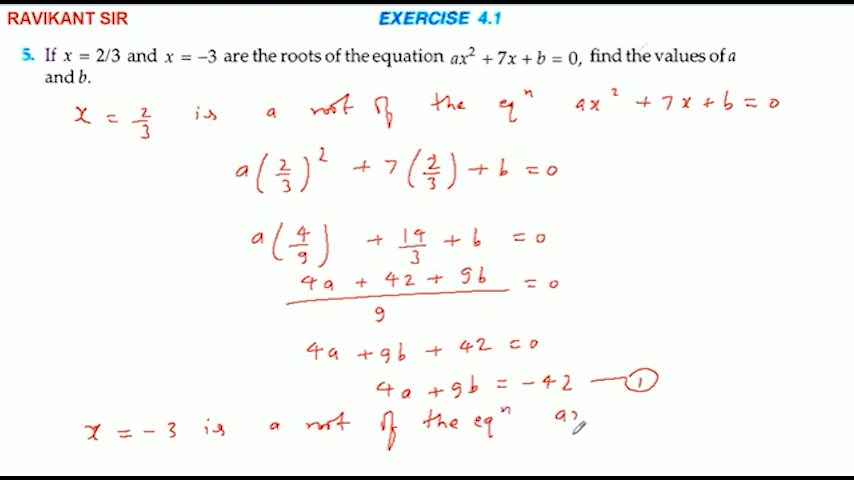 RAVIKANT SIR EXERCISE 4.1
5. If x = 2/3 and x = –3 are the roots of the equation ax² + 7x + b = 0, find the values of a
and b.
x = 2/3 is a root of the eqⁿ ax² + 7x + b = 0
a(2/3)² + 7(2/3) + b = 0
a(4/9) + 14/3 + b = 0
4a + 42 + 9b = 0
9
4a + 9b + 42 = 0
4a + 9b = -42 — ①
x = -3 is a root of the eqⁿ